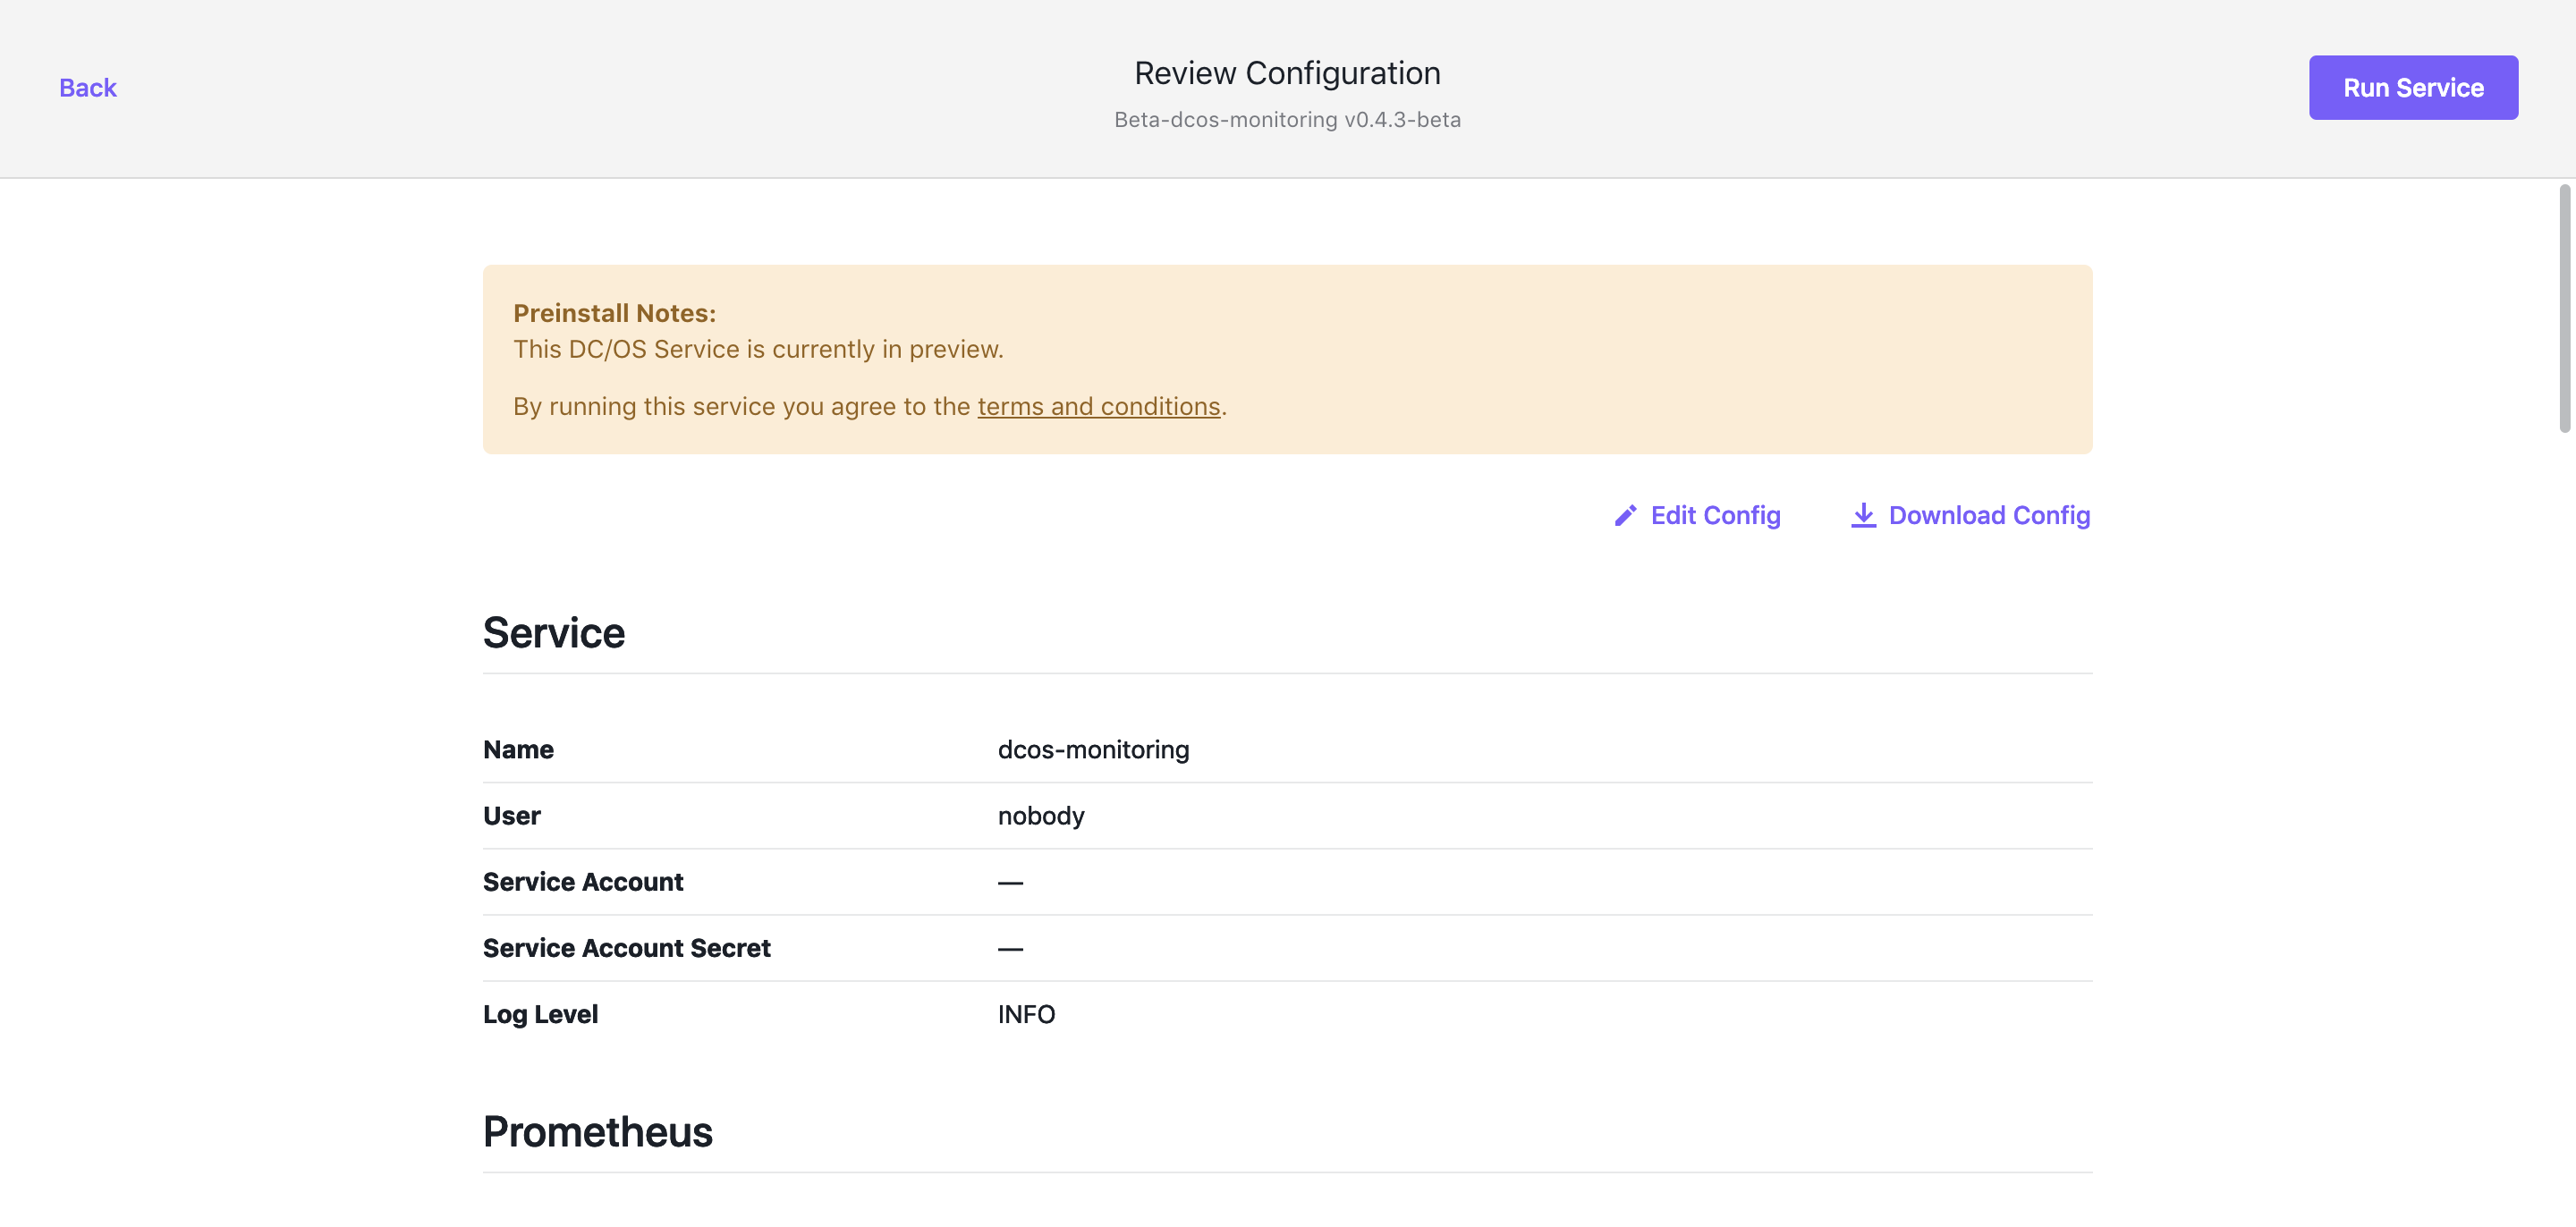 Back
Review Configuration
Beta-dcos-monitoring v0.4.3-beta
Run Service
Preinstall Notes:
This DC/OS Service is currently in preview.
By running this service you agree to the terms and conditions.
Edit Config
Download Config
Service
Name dcos-monitoring
User nobody
Service Account —
Service Account Secret —
Log Level INFO
Prometheus